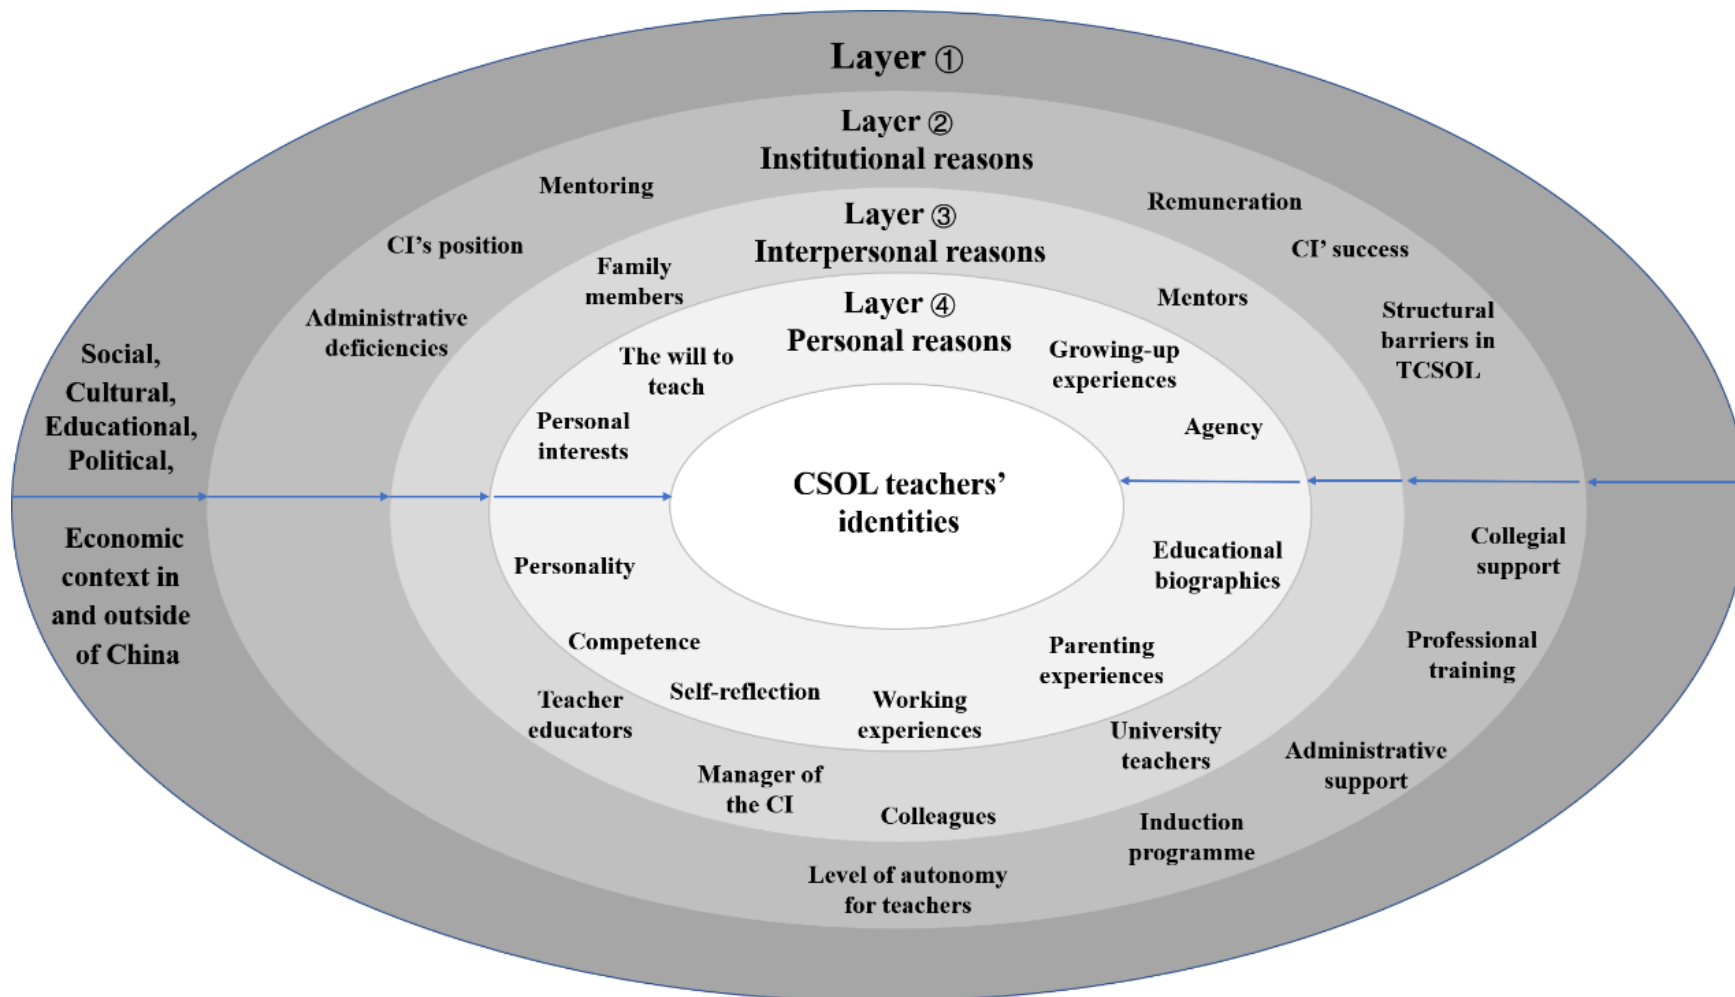 Layer ①
Layer ②
Institutional reasons
Mentoring
Remuneration
CI's position
CI' success
Administrative
deficiencies
Structural
barriers in
TCSOL
Collegial
support
Professional
training
Administrative
support
Induction
programme
Level of autonomy
for teachers
Layer ③
Interpersonal reasons
Family
members
Mentors
Teacher
educators
Manager of
the CI
Colleagues
University
teachers
Layer ④
Personal reasons
The will to
teach
Growing-up
experiences
Personal
interests
Agency
Personality
Educational
biographics
Competence
Parenting
experiences
Self-reflection
Working
experiences
CSOL teachers’
identities
Social,
Cultural,
Educational,
Political,
Economic
context in
and outside
of China